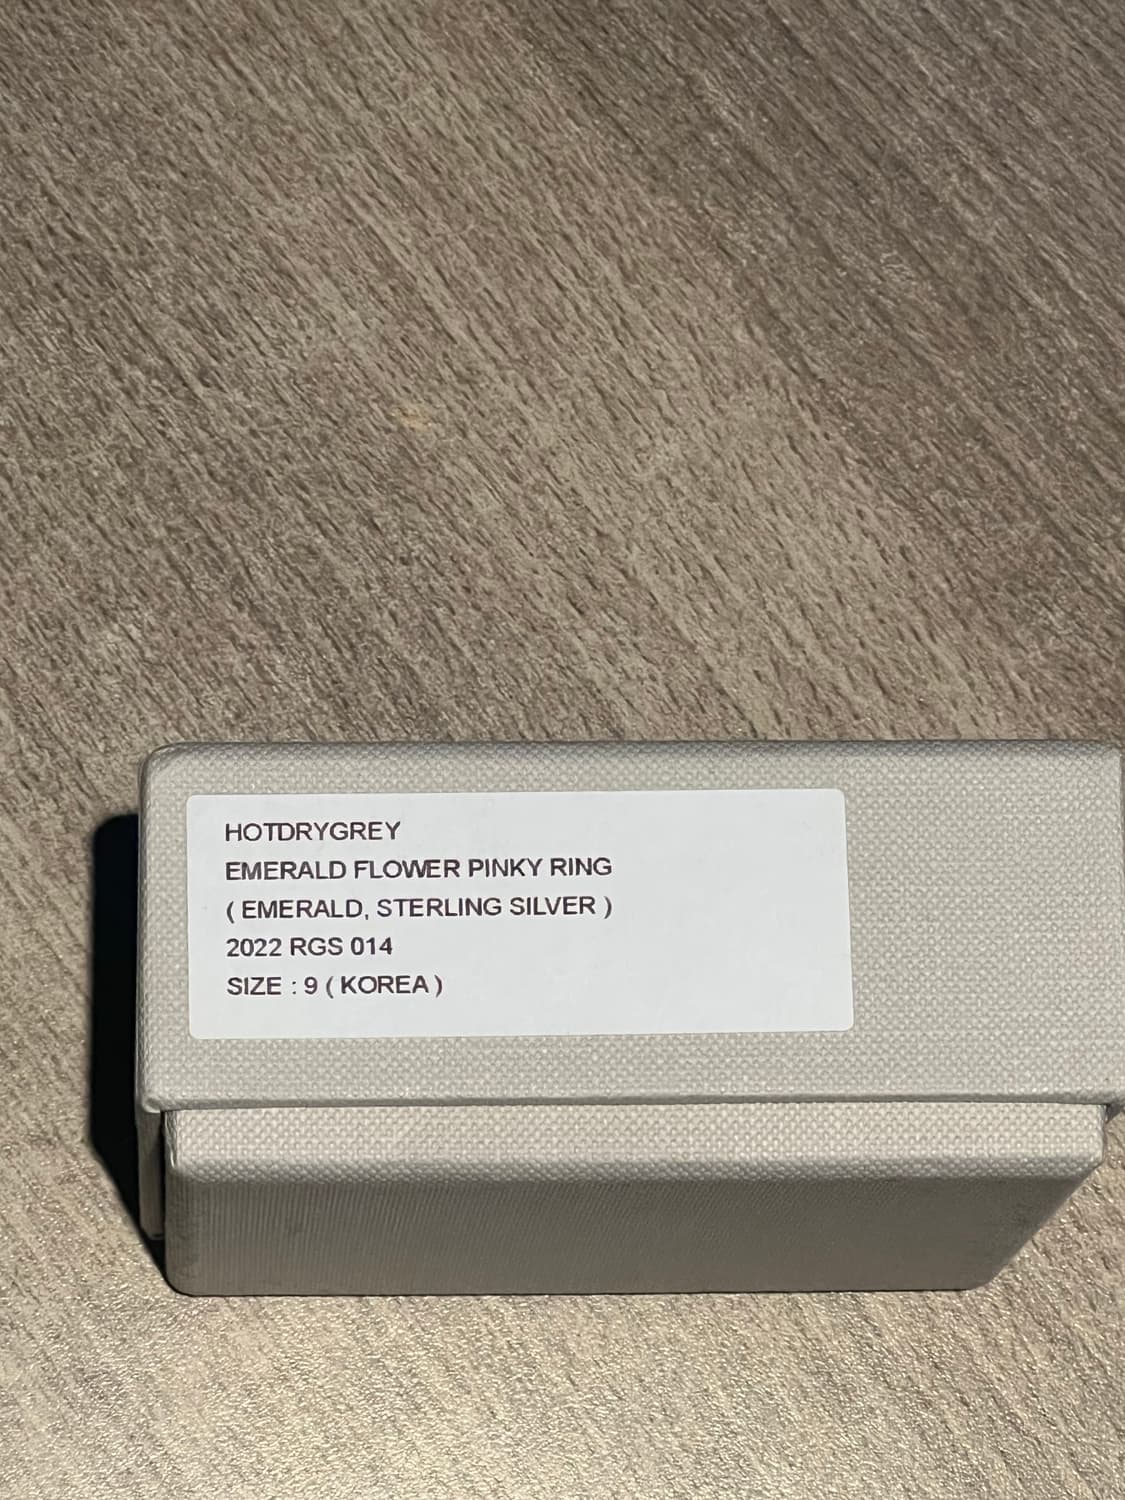 HOTDRYGREY
EMERALD FLOWER PINKY RING
( EMERALD, STERLING SILVER )
2022 RGS 014
SIZE : 9 ( KOREA )